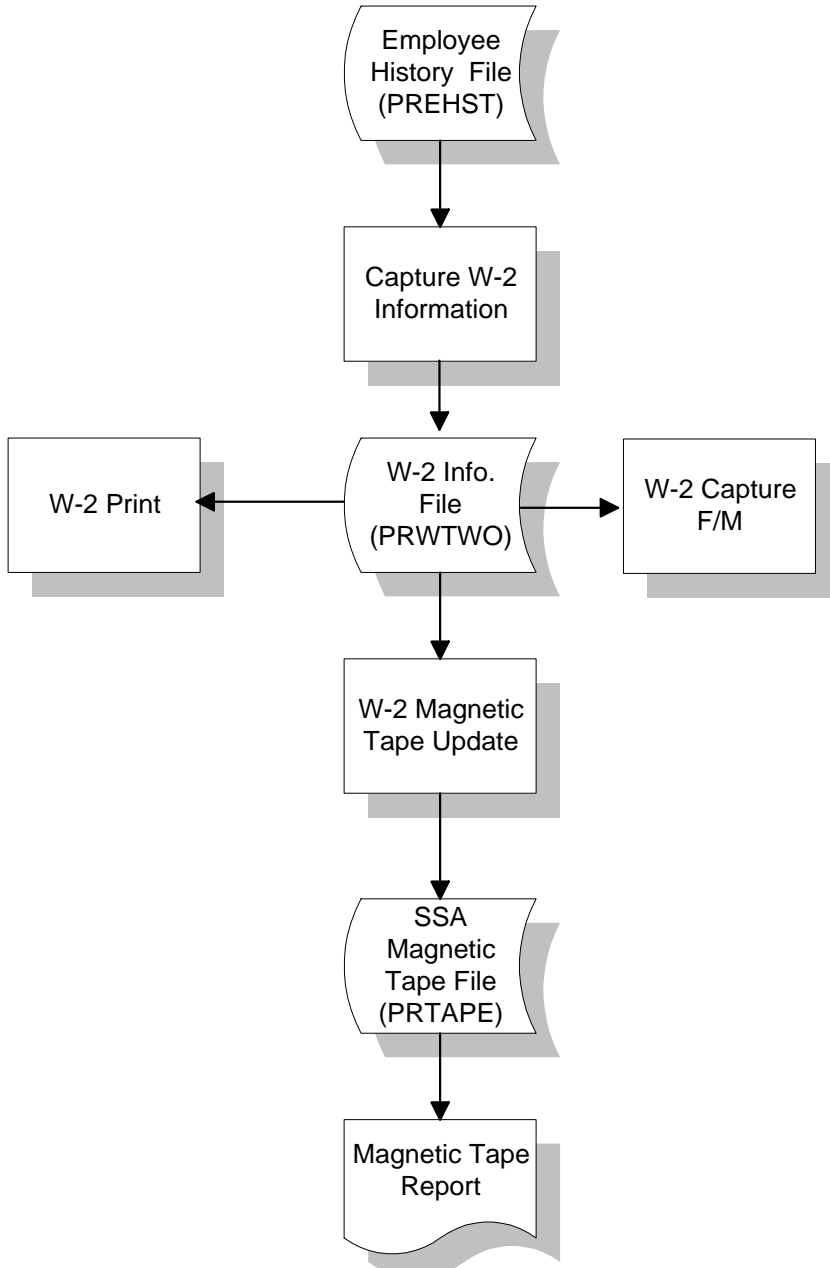 Employee
History File
(PREHST)
Capture W-2
Information
W-2 Print
W-2 Info.
File
(PRWTWO)
W-2 Capture
F/M
W-2 Magnetic
Tape Update
SSA
Magnetic
Tape File
(PRTAPE)
Magnetic Tape
Report